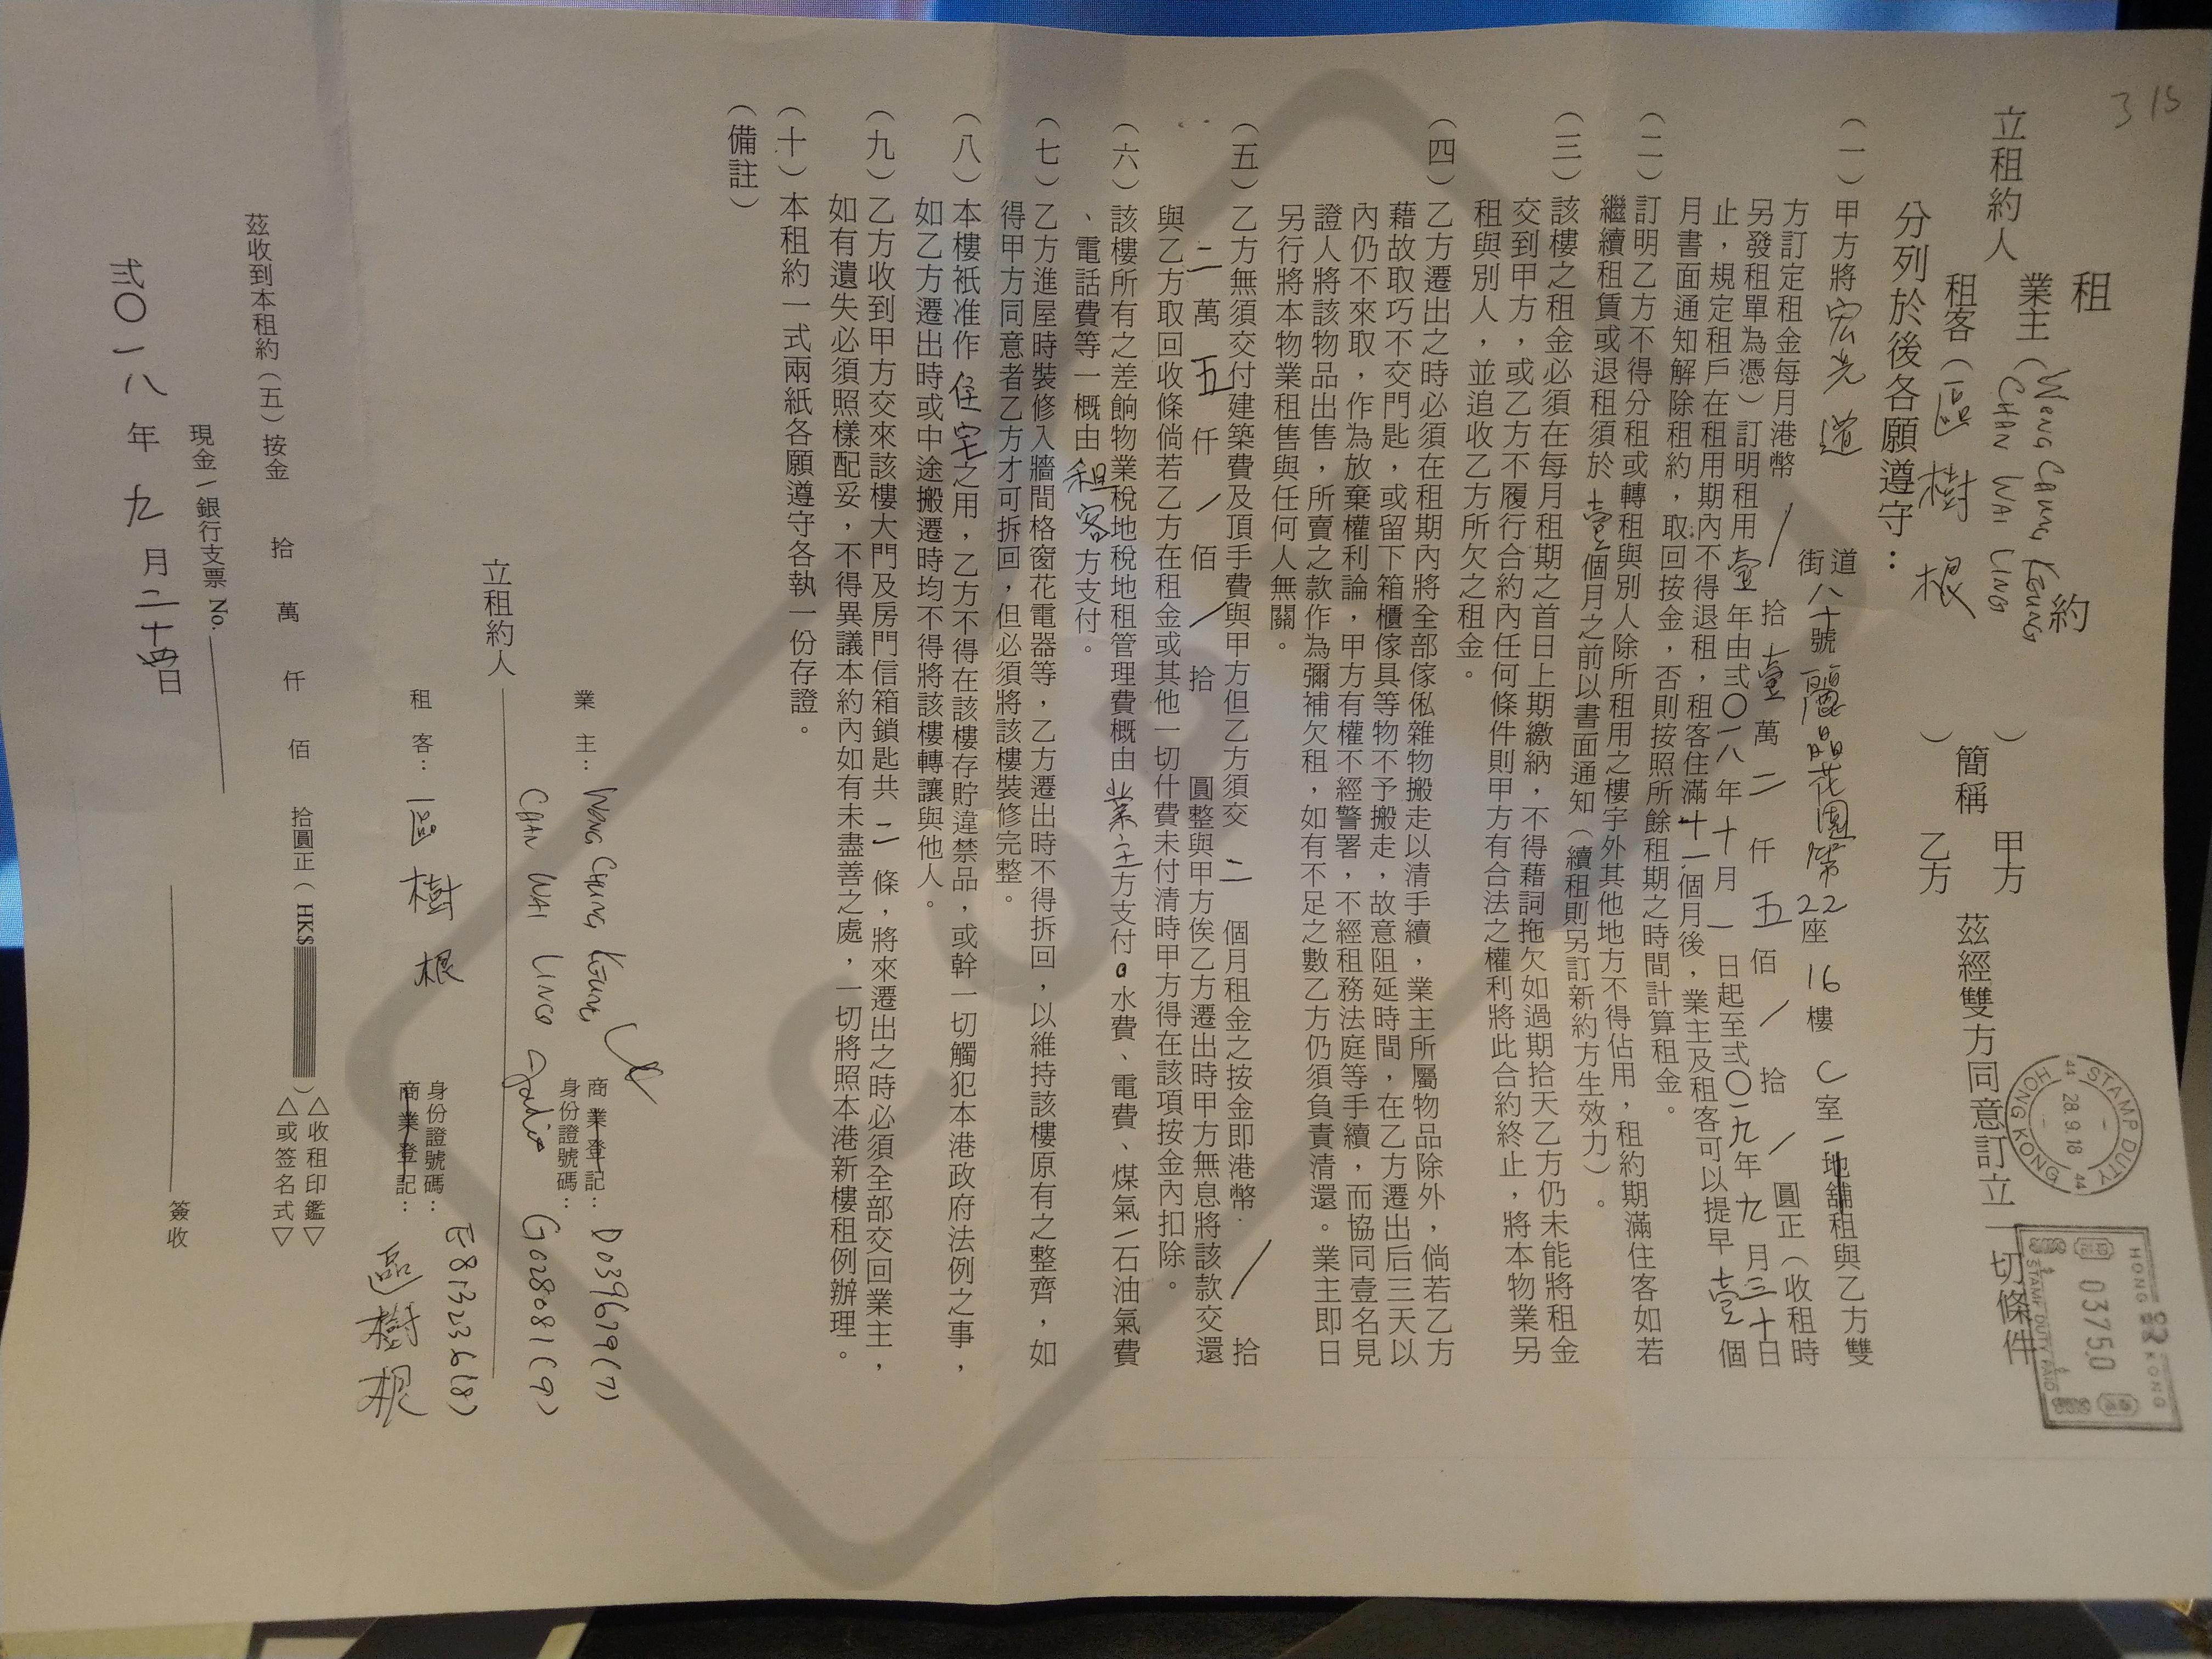 315
租約
立租約人
業主（Wong Chung Keung
CHAN WAI LING ）
租客（區樹根 ）
簡稱
甲方
乙方
茲經雙方同意訂立一切條件
分列於後各願遵守：
STAMP DUTY
44 28.9.18 44
HONG KONG
HONG KONG
03750
STAMP DUTY PAID
（一）甲方將宏光道 道街八十號麗晶花園第22座16樓C室/地舖租與乙方雙
方訂定租金每月港幣/拾壹萬二仟五佰/拾/圓正（收租時
另發租單為憑）訂明租用壹年由弍〇一八年十月一日起至弍〇一九年九月三十日
止，規定租戶在租用期內不得退租，租客住滿十一個月後，業主及租客可以提早壹個
月書面通知解除租約，取回按金，否則按照所餘租期之時間計算租金。
（二）訂明乙方不得分租或轉租與別人除所租用之樓宇外其他地方不得佔用，租約期滿住客如若
繼續租賃或退租須於壹個月之前以書面通知（續租則另訂新約方生效力）。
（三）該樓之租金必須在每月租期之首日上期繳納，不得藉詞拖欠如過期拾天乙方仍未能將租金
交到甲方，或乙方不履行合約內任何條件則甲方有合法之權利將此合約終止，將本物業另
租與別人，並追收乙方所欠之租金。
（四）乙方遷出之時必須在租期內將全部傢俬雜物搬走以清手續，業主所屬物品除外，倘若乙方
藉故取巧不交門匙，或留下箱櫃傢具等物不予搬走，故意阻延時間，在乙方遷出后三天以
內仍不來取，作為放棄權利論，甲方有權不經警署，不經租務法庭等手續，而協同壹名見
證人將該物品出售，所賣之款作為彌補欠租，如有不足之數乙方仍須負責清還。業主即日
另行將本物業租售與任何人無關。
（五）乙方無須交付建築費及頂手費與甲方但乙方須交二個月租金之按金即港幣/拾
二萬五仟/佰/拾 圓整與甲方俟乙方遷出時甲方無息將該款交還
與乙方取回收條倘若乙方在租金或其他一切什費未付清時甲方得在該項按金內扣除。
（六）該樓所有之差餉物業稅地稅地租管理費概由業主方支付。水費、電費、煤氣/石油氣費
、電話費等一概由租客方支付。
（七）乙方進屋時裝修入牆間格窗花電器等，乙方遷出時不得拆回，以維持該樓原有之整齊，如
得甲方同意者乙方才可拆回，但必須將該樓裝修完整。
（八）本樓衹准作住宅之用，乙方不得在該樓存貯違禁品，或幹一切觸犯本港政府法例之事，
如乙方遷出時或中途搬遷時均不得將該樓轉讓與他人。
（九）乙方收到甲方交來該樓大門及房門信箱鎖匙共二條，將來遷出之時必須全部交回業主，
如有遺失必須照樣配妥，不得異議本約內如有未盡善之處，一切將照本港新樓租例辦理。
（十）本租約一式兩紙各願遵守各執一份存證。
（備註）
COPY
立租約人
業主：Wong Chung Keung
商業登記：
身份證號碼：
D039679(7)
CHAN WAI LING
G028081(9)
租客：區樹根
身份證號碼：
商業登記：
E813236(8)
區樹根
茲收到本租約（五）按金 拾 萬 仟 佰 拾圓正（HK$ ）
△收租印鑑▽
△或签名式▽
現金/銀行支票 No.
簽收
弍〇一八年九月二十四日